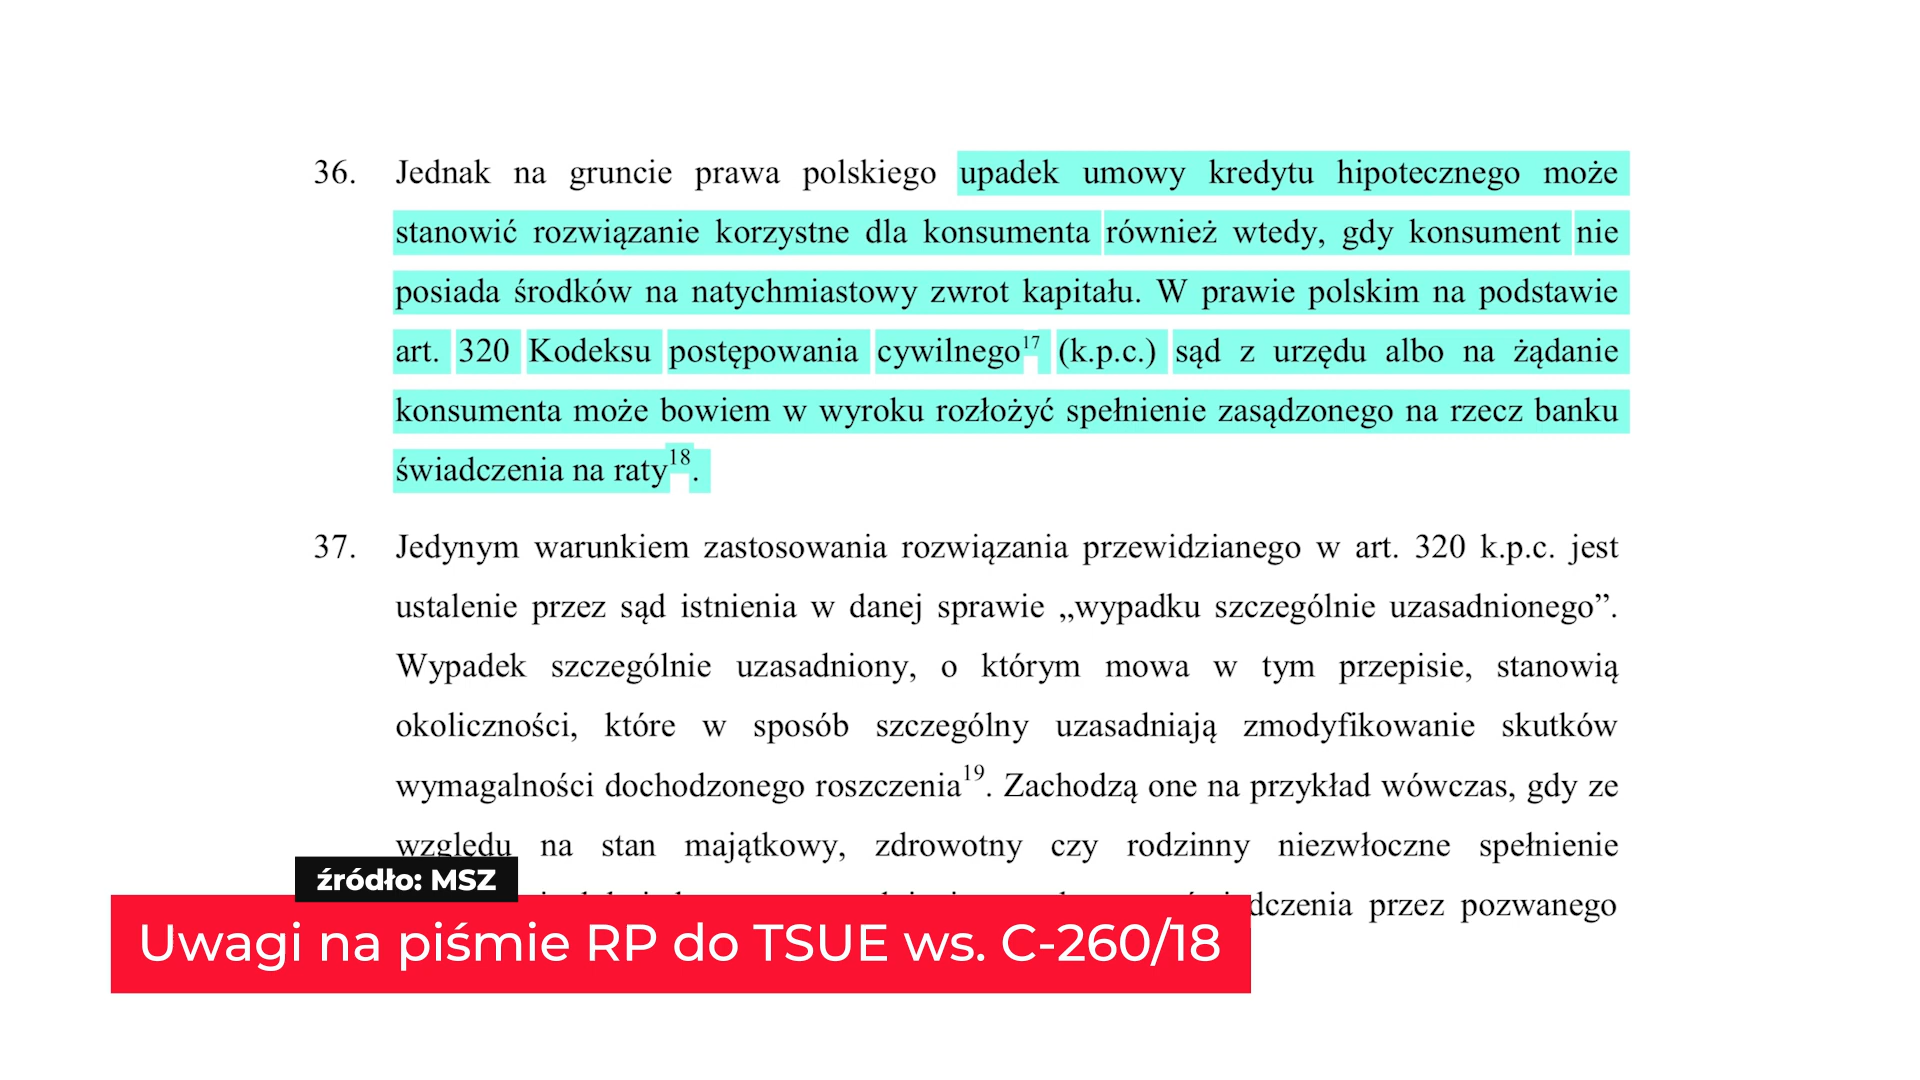 36. Jednak na gruncie prawa polskiego upadek umowy kredytu hipotecznego może
stanowić rozwiązanie korzystne dla konsumenta również wtedy, gdy konsument nie
posiada środków na natychmiastowy zwrot kapitału. W prawie polskim na podstawie
art. 320 Kodeksu postępowania cywilnego17 (k.p.c.) sąd z urzędu albo na żądanie
konsumenta może bowiem w wyroku rozłożyć spełnienie zasądzonego na rzecz banku
świadczenia na raty18.
37. Jedynym warunkiem zastosowania rozwiązania przewidzianego w art. 320 k.p.c. jest
ustalenie przez sąd istnienia w danej sprawie „wypadku szczególnie uzasadnionego”.
Wypadek szczególnie uzasadniony, o którym mowa w tym przepisie, stanowią
okoliczności, które w sposób szczególny uzasadniają zmodyfikowanie skutków
wymagalności dochodzonego roszczenia19. Zachodzą one na przykład wówczas, gdy ze
względu na stan majątkowy, zdrowotny czy rodzinny niezwłoczne spełnienie
przez pozwanego
źródło: MSZ
Uwagi na piśmie RP do TSUE ws. C-260/18